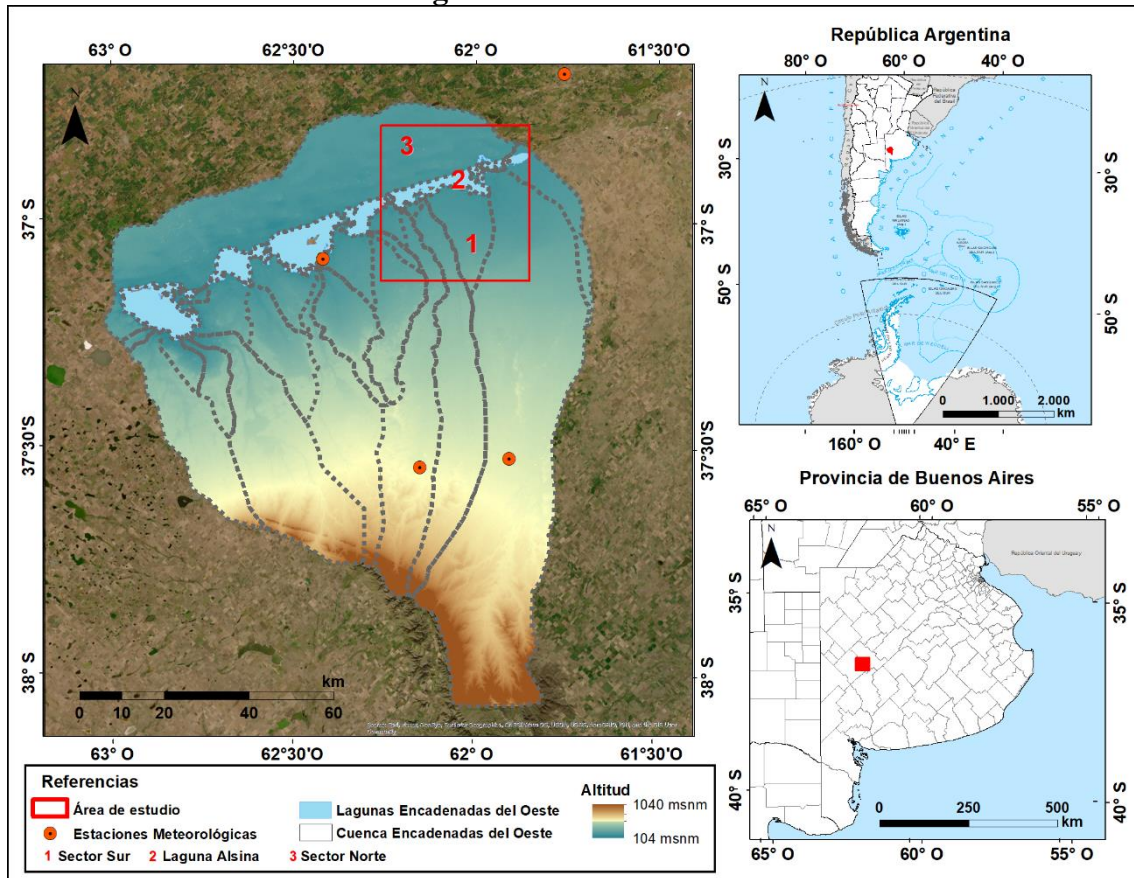 63° O
62°30'O
62° O
61°30'O
N
37° S
37° S
37°30'S
37°30'S
38° S
38° S
3
2
1
km
0 10 20 40 60
63° O
62°30'O
62° O
61°30'O
República Argentina
80° O
60° O
40° O
N
30° S
30° S
50° S
50° S
0 1.000 2.000
km
160° O
40° E
Provincia de Buenos Aires
65° O
60° O
55° O
N
República Oriental del Uruguay
35° S
35° S
40° S
40° S
0 250 500
km
65° O
60° O
55° O
Referencias
Área de estudio
Estaciones Meteorológicas
1 Sector Sur 2 Laguna Alsina 3 Sector Norte
Lagunas Encadenadas del Oeste
Cuenca Encadenadas del Oeste
Altitud
1040 msnm
104 msnm